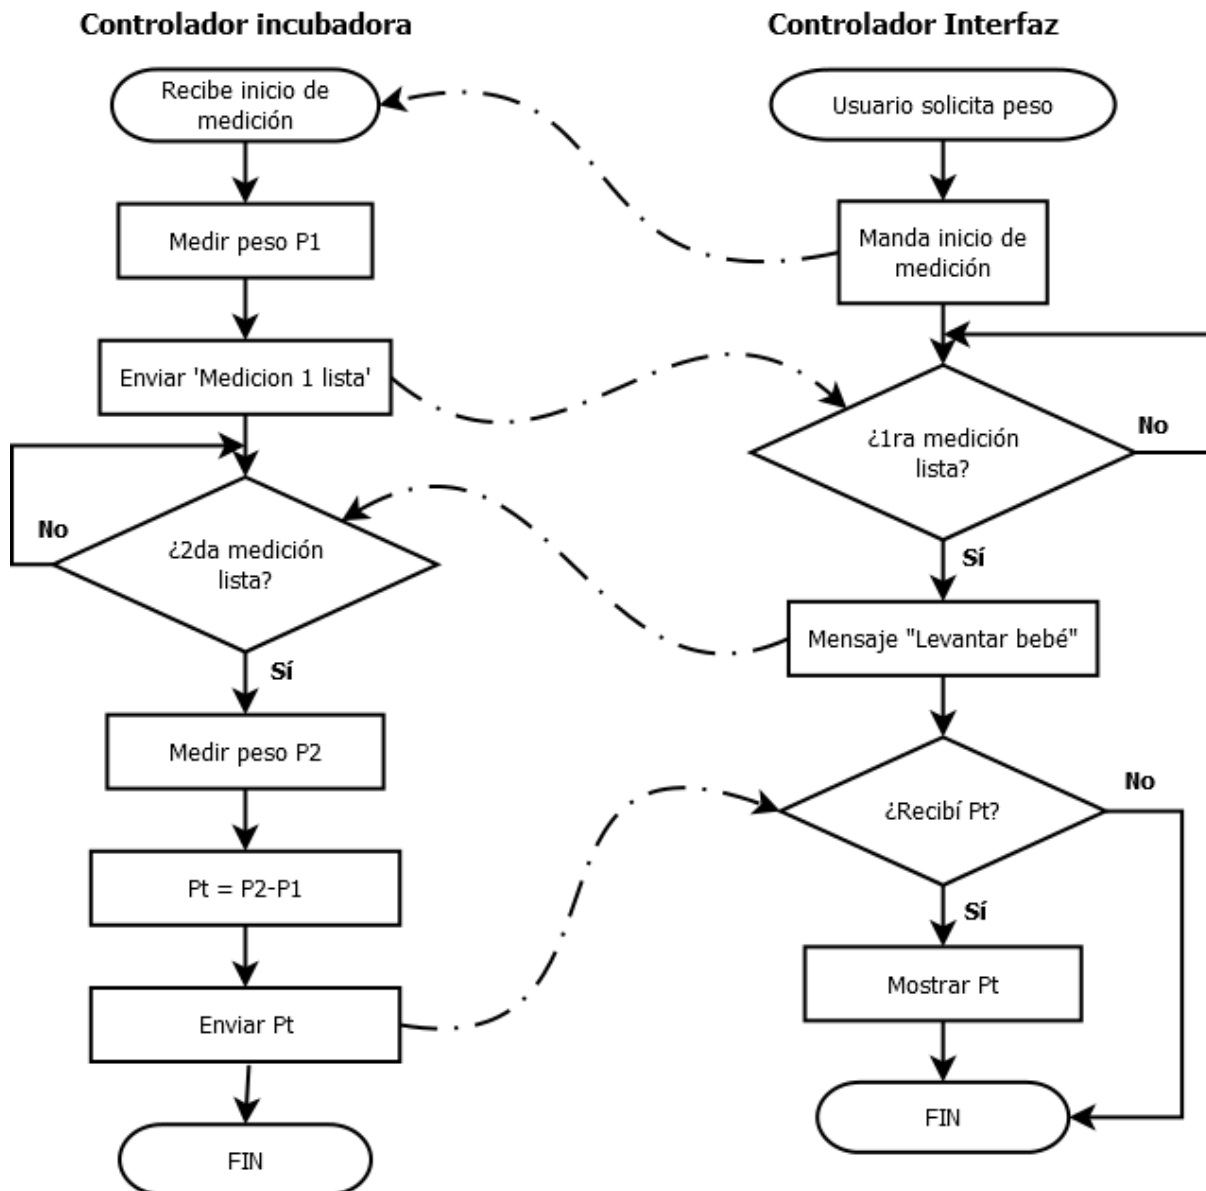 Controlador incubadora
Recibe inicio de
medición
Medir peso P1
Enviar 'Medicion 1 lista'
No
¿2da medición
lista?
Sí
Medir peso P2
Pt = P2-P1
Enviar Pt
FIN
Controlador Interfaz
Usuario solicita peso
Manda inicio de
medición
¿1ra medición
lista?
No
Sí
Mensaje "Levantar bebé"
¿Recibí Pt?
No
Sí
Mostrar Pt
FIN